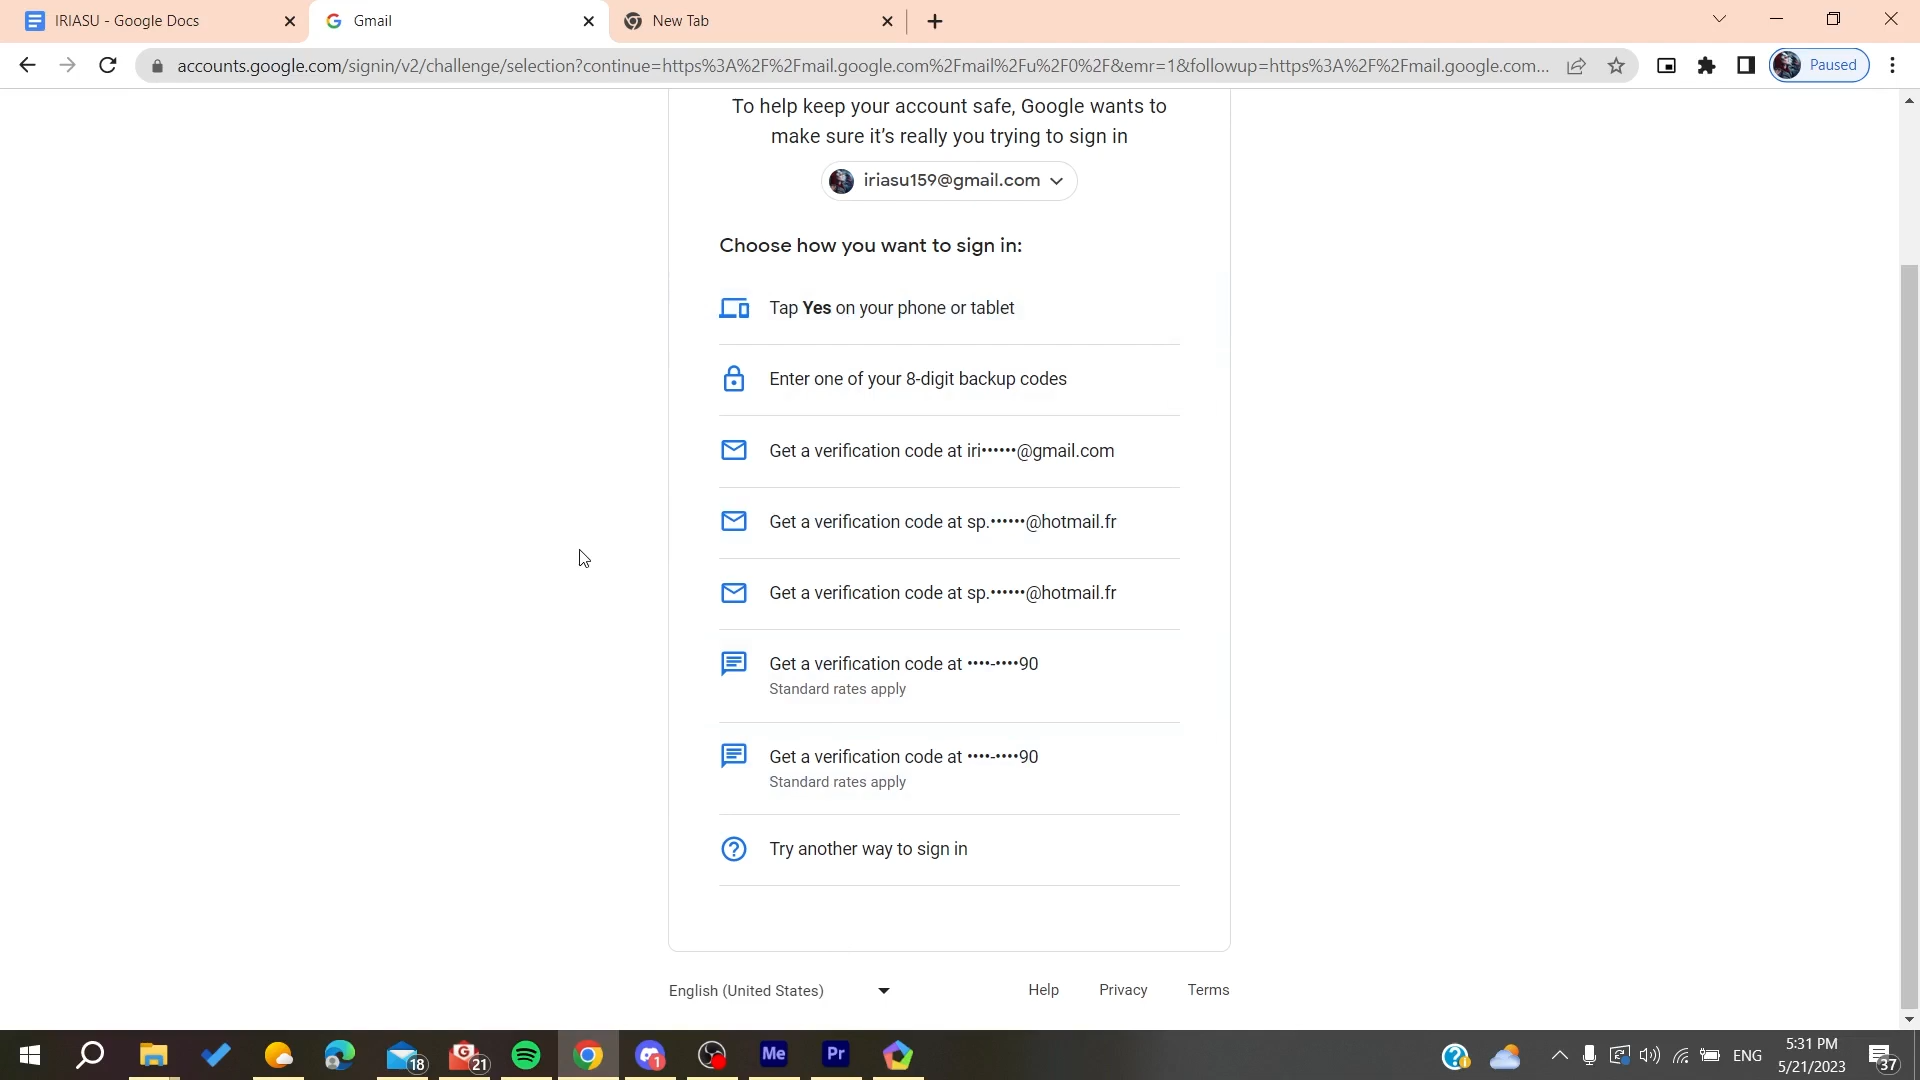 IRIASU - Google Docs
Gmail
New Tab
accounts.google.com/signin/v2/challenge/selection?continue=https%3A%2F%2Fmail.google.com%2Fmail%2Fu%2F0%2F&emr=1&followup=https%3A%2F%2Fmail.google.com...
Paused
To help keep your account safe, Google wants to
make sure it’s really you trying to sign in
iriasu159@gmail.com
Choose how you want to sign in:
Tap Yes on your phone or tablet
Enter one of your 8-digit backup codes
Get a verification code at iri••••••@gmail.com
Get a verification code at sp.••••••@hotmail.fr
Get a verification code at sp.••••••@hotmail.fr
Get a verification code at ••••-••••90
Standard rates apply
Get a verification code at ••••-••••90
Standard rates apply
Try another way to sign in
English (United States)
Help
Privacy
Terms
18
21
1
Me
Pr
ENG
5:31 PM
5/21/2023
37